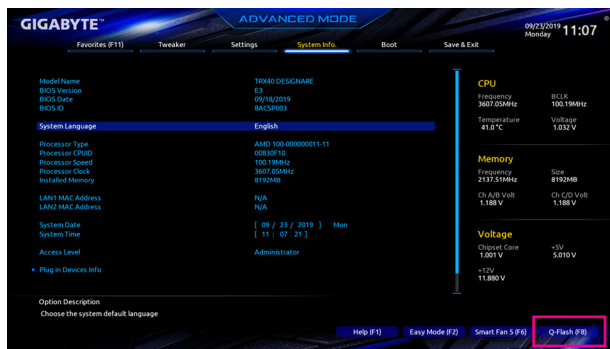 GIGABYTE™
ADVANCED MODE
09/23/2019 Monday 11:07
Favorites (F11) Tweaker Settings System Info. Boot Save & Exit
Model Name TRX40 DESIGNARE
BIOS Version E3
BIOS Date 09/18/2019
BIOS ID 8ACSP003
System Language English
Processor Type AMD 100-000000011-11
Processor CPUID 00830F10
Processor Speed 100.19MHz
Processor Clock 3607.05MHz
Installed Memory 8192MB
LAN1 MAC Address N/A
LAN2 MAC Address N/A
System Date [ 09 / 23 / 2019 ] Mon
System Time [ 11 : 07 : 21 ]
Access Level Administrator
Plug in Devices Info
CPU
Frequency BCLK
3607.05MHz 100.19MHz
Temperature Voltage
41.0 °C 1.032 V
Memory
Frequency Size
2137.51MHz 8192MB
Ch A/B Volt Ch C/D Volt
1.188 V 1.188 V
Voltage
Chipset Core +5V
1.001 V 5.010 V
+12V
11.880 V
Option Description
Choose the system default language
Help (F1) Easy Mode (F2) Smart Fan 5 (F6) Q-Flash (F8)